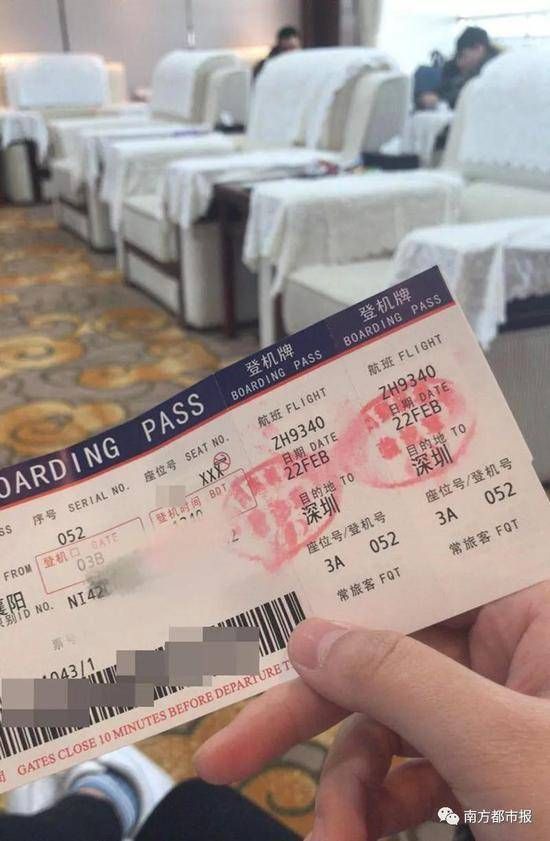 登机牌
BOARDING PASS
航班 FLIGHT
ZH9340
日期 DATE
22FEB
目的地 TO
深圳
座位号/登机号
3A 052
常旅客 FQT
登机牌
BOARDING PASS
航班 FLIGHT
ZH9340
日期 DATE
22FEB
目的地 TO
深圳
座位号/登机号
3A 052
常旅客 FQT
OARDING PASS
序号 SERIAL NO. 座位号 SEAT NO.
052 XXX
登机口 GATE 登机时间 BDT
03B
FROM
襄阳
ID NO. NI42
票号
1043/1
GATES CLOSE 10 MINUTES BEFORE DEPARTURE T
南方都市报